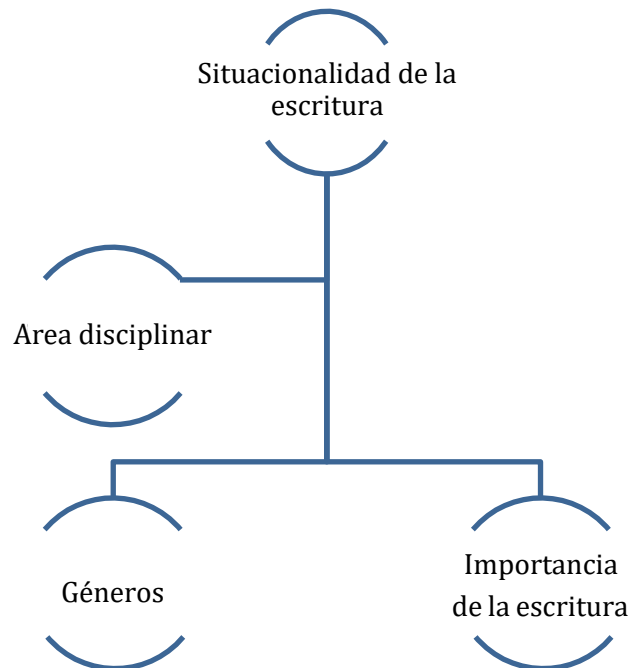 Situacionalidad de la
escritura
Area disciplinar
Géneros
Importancia
de la escritura